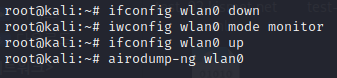 root@kali:~# ifconfig wlan0 down
root@kali:~# iwconfig wlan0 mode monitor
root@kali:~# ifconfig wlan0 up
root@kali:~# airodump-ng wlan0